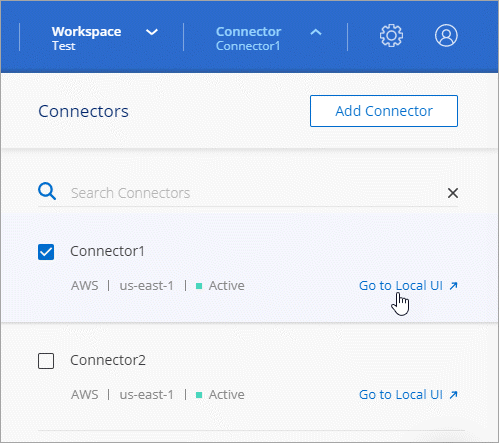 Workspace
Test
Connector
Connector1
Connectors
Add Connector
Search Connectors
Connector1
AWS | us-east-1 | Active
Go to Local UI
Connector2
AWS | us-east-1 | Active
Go to Local UI